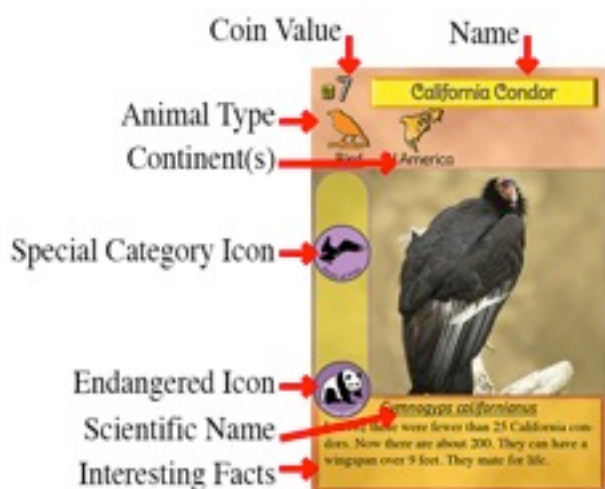 Coin Value
Name
7
California Condor
Animal Type
Continent(s)
America
Special Category Icon
Endangered Icon
Gymnogyps californianus
Scientific Name
there were fewer than 25 California con-
dors. Now there are about 200. They can have a
wingspan over 9 feet. They mate for life.
Interesting Facts